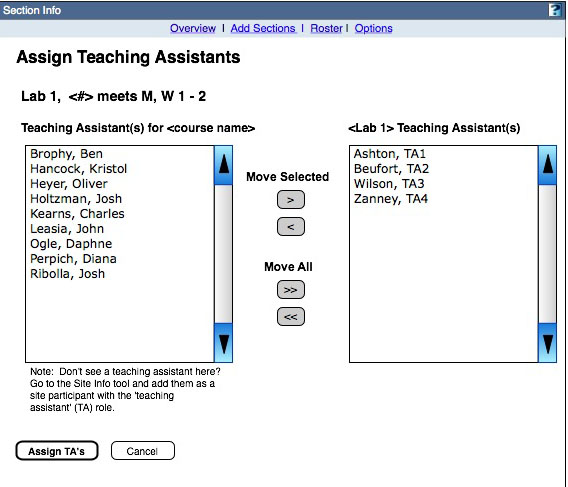 Section Info ?
Overview | Add Sections | Roster | Options
Assign Teaching Assistants
Lab 1, <#> meets M, W 1 - 2
Teaching Assistant(s) for <course name>
Brophy, Ben
Hancock, Kristol
Heyer, Oliver
Holtzman, Josh
Kearns, Charles
Leasia, John
Ogle, Daphne
Perpich, Diana
Ribolla, Josh
Note: Don't see a teaching assistant here?
Go to the Site Info tool and add them as a
site participant with the 'teaching
assistant' (TA) role.
Move Selected
>
<
Move All
>>
<<
<Lab 1> Teaching Assistant(s)
Ashton, TA1
Beufort, TA2
Wilson, TA3
Zanney, TA4
Assign TA's
Cancel